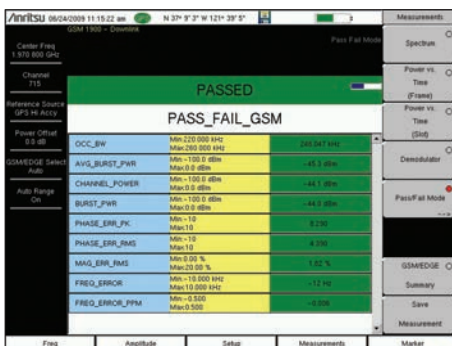 Anritsu 06/24/2009 11:15:22 am
N 37° 9' 3" W 121° 39' 5"
Measurements
GSM 1900 - Downlink
Pass Fail Mode
Center Freq
1 970 800 GHz
Channel
715
Reference Source
GPS Hi Accy
Power Offset
0.0 dB
GSM/EDGE Select
Auto
Auto Range
On
PASSED
PASS_FAIL_GSM
OCC_BW
Min:220.000 kHz
Max:260.000 kHz
AVG_BURST_PWR
Min:-100.0 dBm
Max:0.0 dBm
-45.3 dBm
CHANNEL_POWER
Min:-100.0 dBm
Max:0.0 dBm
-44.1 dBm
BURST_PWR
Min:-100.0 dBm
Max:0.0 dBm
-44.0 dBm
PHASE_ERR_PK
Min:-10
Max:10
PHASE_ERR_RMS
Min:-10
Max:10
MAG_ERR_RMS
Min:0.00 %
Max:20.00 %
1.02 %
FREQ_ERROR
Min:-10.000 kHz
Max:10.000 kHz
-12 Hz
FREQ_ERROR_PPM
Min:-0.500
Max:0.500
-0.006
Spectrum
Power vs.
Time
(Frame)
Power vs.
Time
(Slot)
Demodulator
Pass/Fail Mode
-->
GSM/EDGE
Summary
Save
Measurement
Freq
Amplitude
Setup
Measurements
Marker